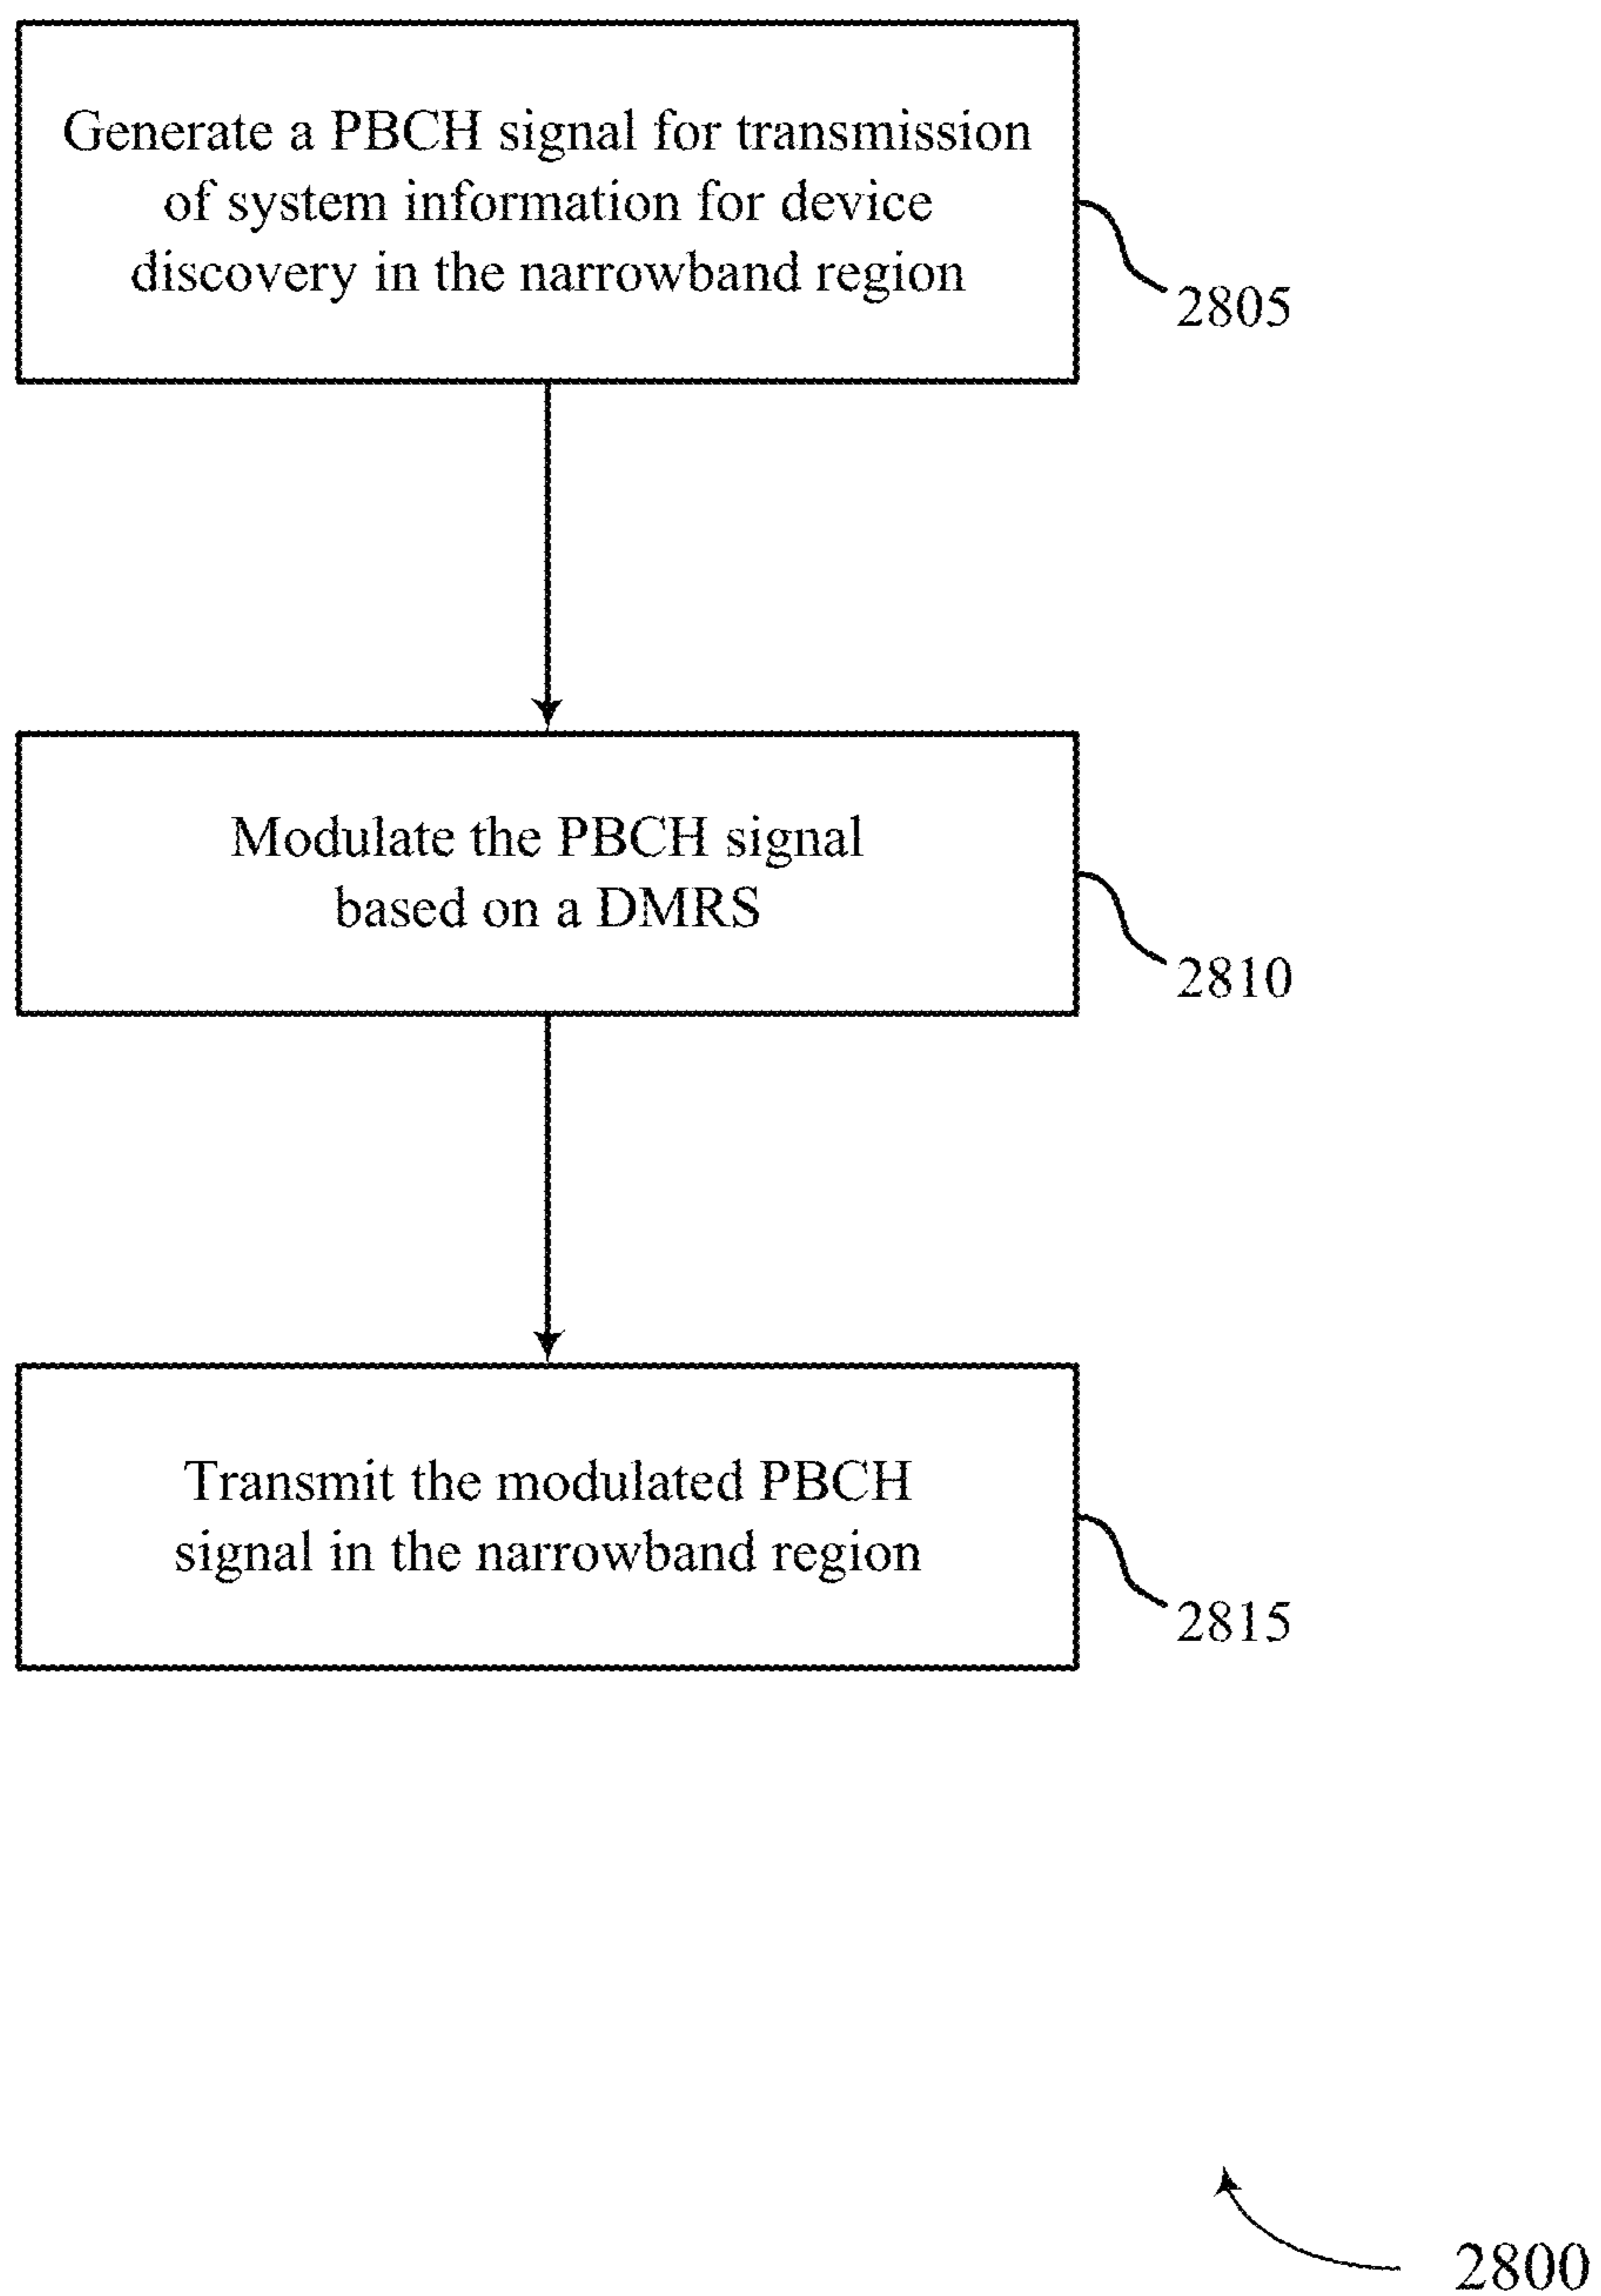 Generate a PBCH signal for transmission
of system information for device
discovery in the narrowband region
2805
Modulate the PBCH signal
based on a DMRS
2810
Transmit the modulated PBCH
signal in the narrowband region
2815
2800